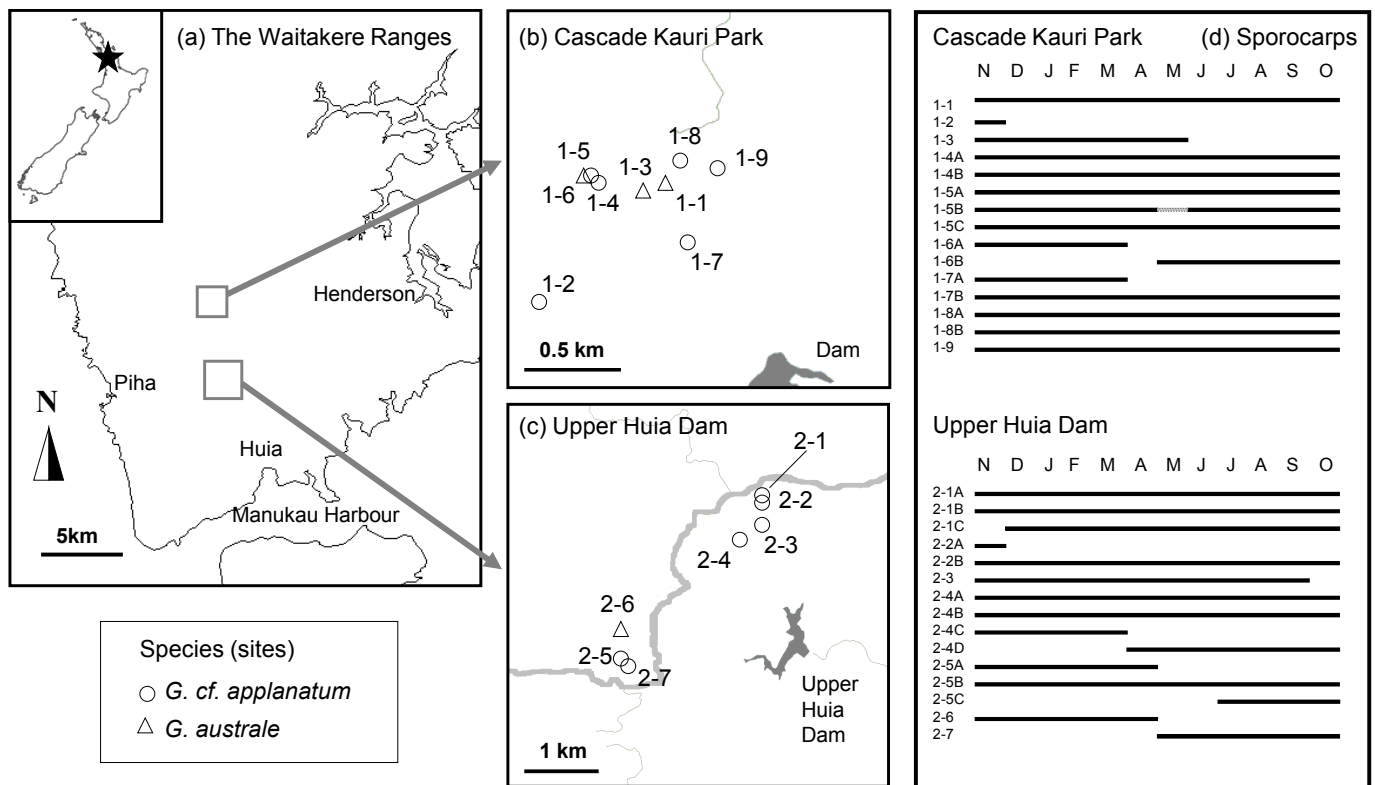 (a) The Waitakere Ranges
Henderson
Piha
N
Huia
Manukau Harbour
5km
Species (sites)
G. cf. applanatum
G. australe
(b) Cascade Kauri Park
1-8
1-5
1-3
1-9
1-6
1-4
1-1
1-7
1-2
0.5 km
Dam
(c) Upper Huia Dam
2-1
2-2
2-3
2-4
2-6
2-5
2-7
Upper
Huia
Dam
1 km
Cascade Kauri Park (d) Sporocarps
N D J F M A M J J A S O
1-1
1-2
1-3
1-4A
1-4B
1-5A
1-5B
1-5C
1-6A
1-6B
1-7A
1-7B
1-8A
1-8B
1-9
Upper Huia Dam
N D J F M A M J J A S O
2-1A
2-1B
2-1C
2-2A
2-2B
2-3
2-4A
2-4B
2-4C
2-4D
2-5A
2-5B
2-5C
2-6
2-7